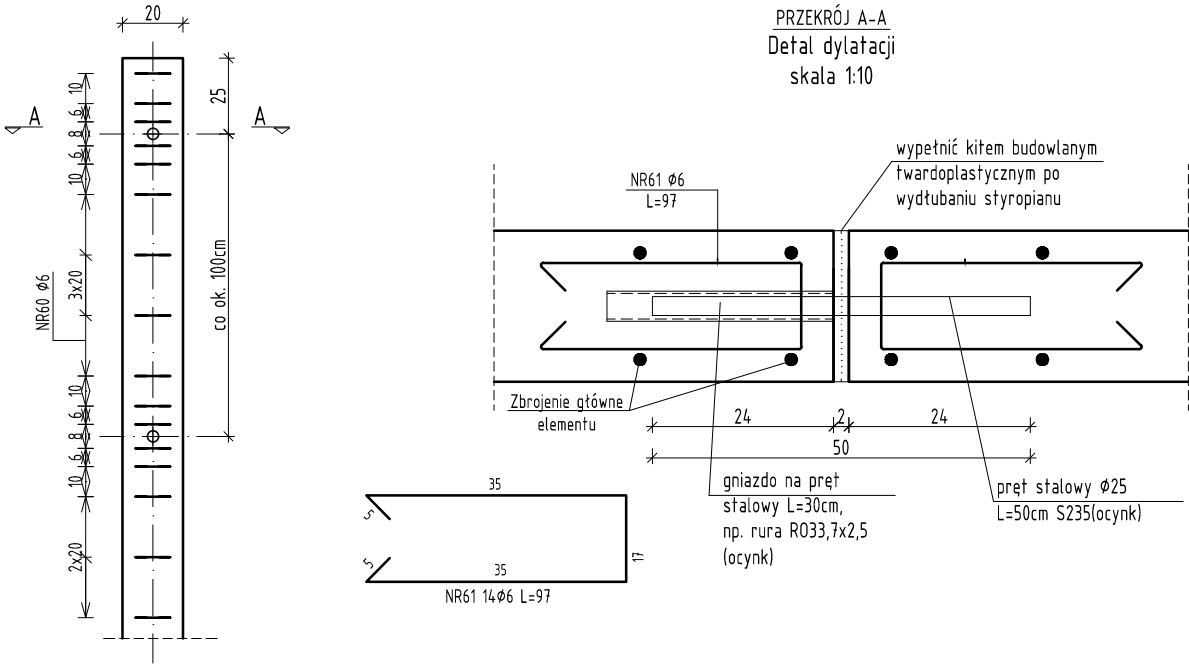 20
PRZEKRÓJ A-A
Detal dylatacji
skala 1:10
A
A
10
6
8
6
10
3x20
10
6
8
6
10
2x20
25
co ok. 100cm
NR60 ϕ6
NR61 ϕ6
L=97
wypełnić kitem budowlanym
twardoplastycznym po
wydłubaniu styropianu
Zbrojenie główne
elementu
24
2
24
50
gniazdo na pręt
stalowy L=30cm,
np. rura RO33,7x2,5
(ocynk)
pręt stalowy ϕ25
L=50cm S235(ocynk)
35
5
5
35
17
NR61 14ϕ6 L=97